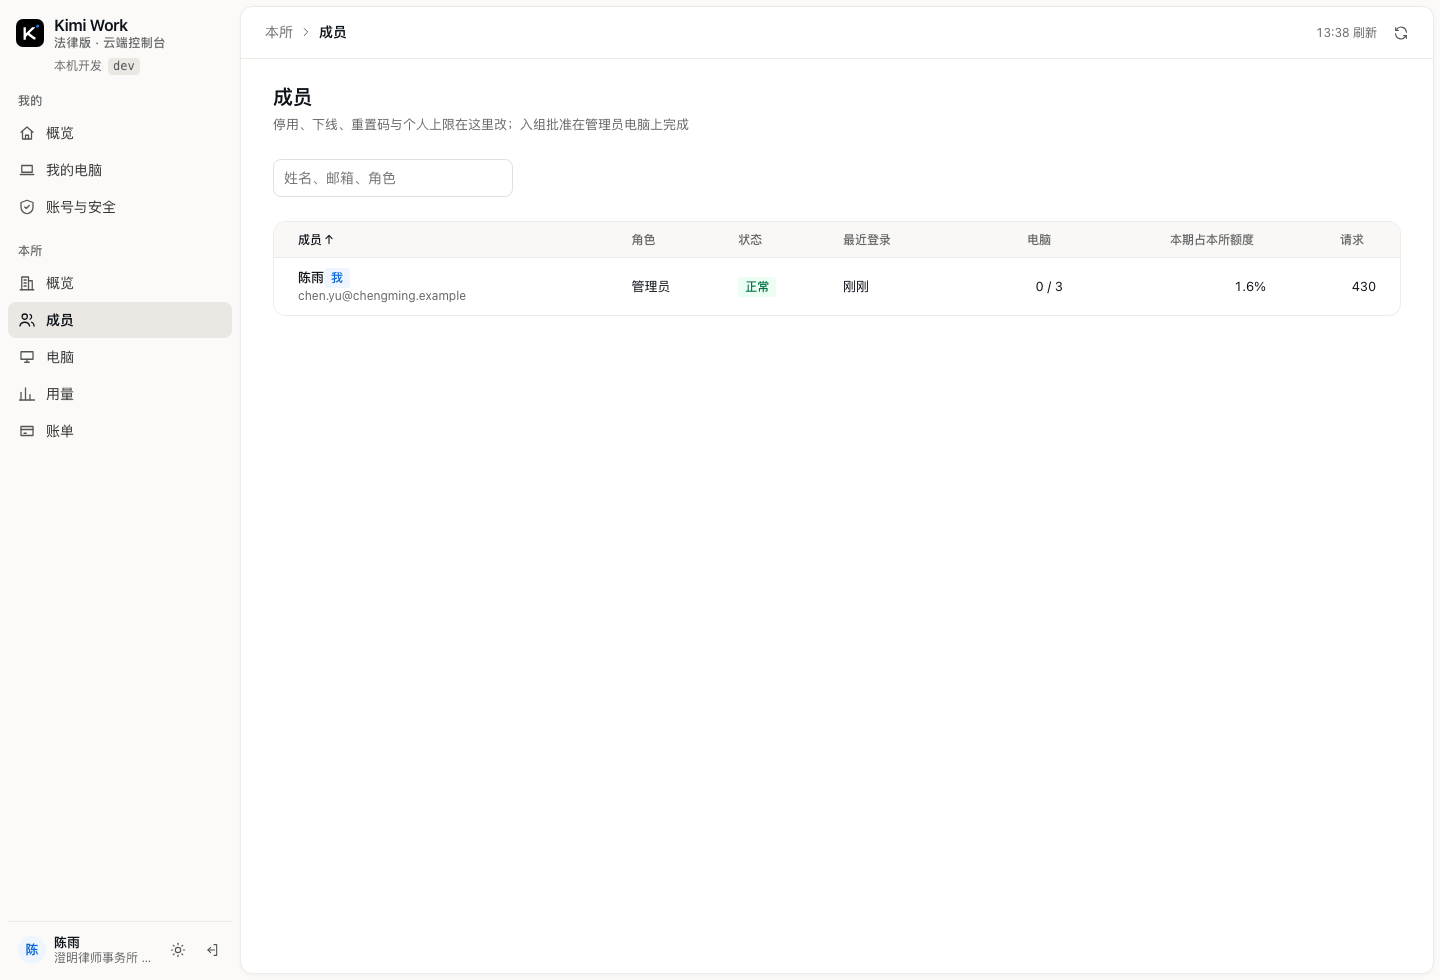 Kimi Work
法律版 · 云端控制台
本机开发 dev
我的
概览
我的电脑
账号与安全
本所
概览
成员
电脑
用量
账单
陈
陈雨
澄明律师事务所 ...
本所 > 成员
13:38 刷新
成员
停用、下线、重置码与个人上限在这里改；入组批准在管理员电脑上完成
姓名、邮箱、角色
成员 ↑ 角色 状态 最近登录 电脑 本期占本所额度 请求
陈雨 我
chen.yu@chengming.example
管理员 正常 刚刚 0 / 3 1.6% 430